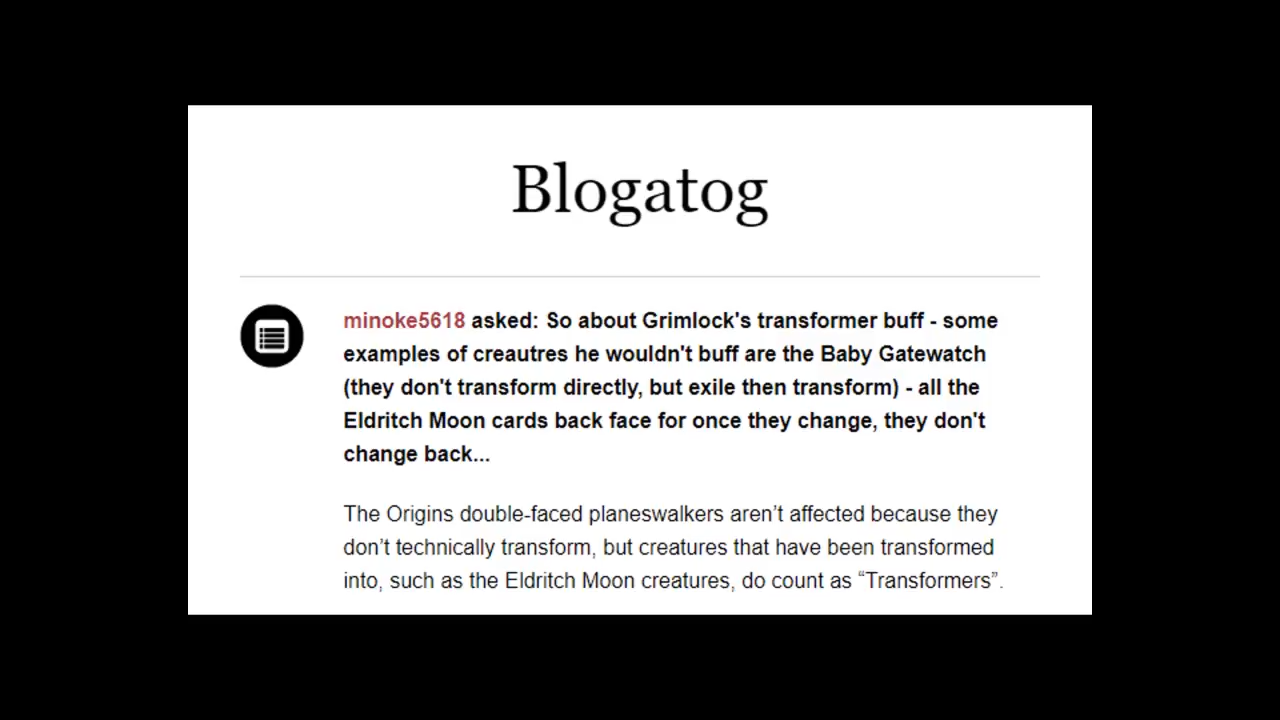 Blogatog
minoke5618 asked: So about Grimlock's transformer buff - some
examples of creautres he wouldn't buff are the Baby Gatewatch
(they don't transform directly, but exile then transform) - all the
Eldritch Moon cards back face for once they change, they don't
change back...
The Origins double-faced planeswalkers aren’t affected because they
don’t technically transform, but creatures that have been transformed
into, such as the Eldritch Moon creatures, do count as “Transformers”.